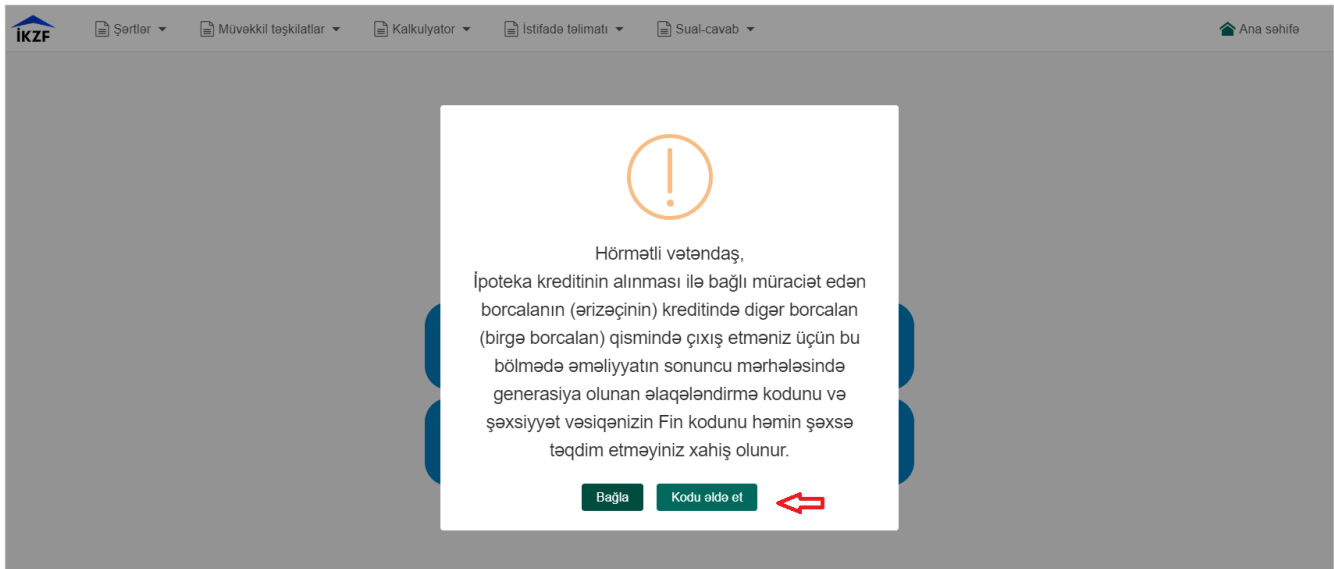 İKZF
Şərtlər
Müvəkkil təşkilatlar
Kalkulyator
İstifadə təlimatı
Sual-cavab
Ana səhifə
Hörmətli vətəndaş,
İpoteka kreditinin alınması ilə bağlı müraciət edən
borcalanın (ərizəçinin) kreditində digər borcalan
(birgə borcalan) qismində çıxış etməniz üçün bu
bölmədə əməliyyatın sonuncu mərhələsində
generasiya olunan əlaqələndirmə kodunu və
şəxsiyyət vəsiqənizin Fin kodunu həmin şəxsə
təqdim etməyiniz xahiş olunur.
Bağla
Kodu əldə et